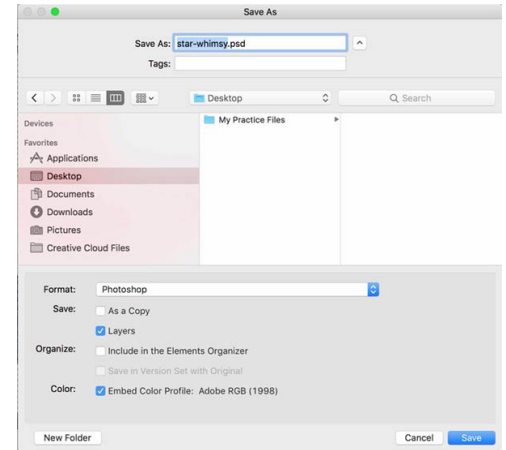 Save As
Save As: star-whimsy.psd
Tags:
Desktop
Search
Devices
Favorites
Applications
Desktop
Documents
Downloads
Pictures
Creative Cloud Files
My Practice Files
Format: Photoshop
Save: As a Copy
Layers
Organize: Include in the Elements Organizer
Save in Version Set with Original
Color: Embed Color Profile: Adobe RGB (1998)
New Folder Cancel Save